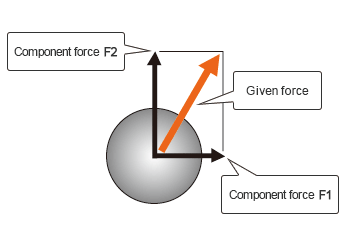 Component force F2
Given force
Component force F1